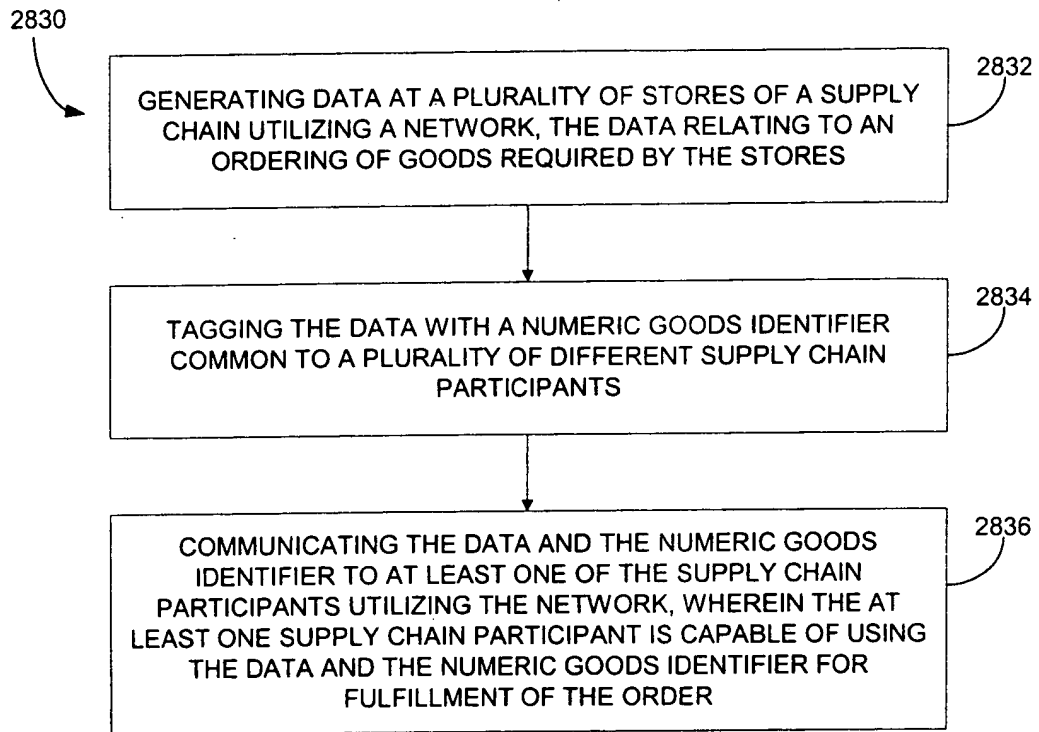 2830
2832
GENERATING DATA AT A PLURALITY OF STORES OF A SUPPLY
CHAIN UTILIZING A NETWORK, THE DATA RELATING TO AN
ORDERING OF GOODS REQUIRED BY THE STORES
2834
TAGGING THE DATA WITH A NUMERIC GOODS IDENTIFIER
COMMON TO A PLURALITY OF DIFFERENT SUPPLY CHAIN
PARTICIPANTS
2836
COMMUNICATING THE DATA AND THE NUMERIC GOODS
IDENTIFIER TO AT LEAST ONE OF THE SUPPLY CHAIN
PARTICIPANTS UTILIZING THE NETWORK, WHEREIN THE AT
LEAST ONE SUPPLY CHAIN PARTICIPANT IS CAPABLE OF USING
THE DATA AND THE NUMERIC GOODS IDENTIFIER FOR
FULFILLMENT OF THE ORDER